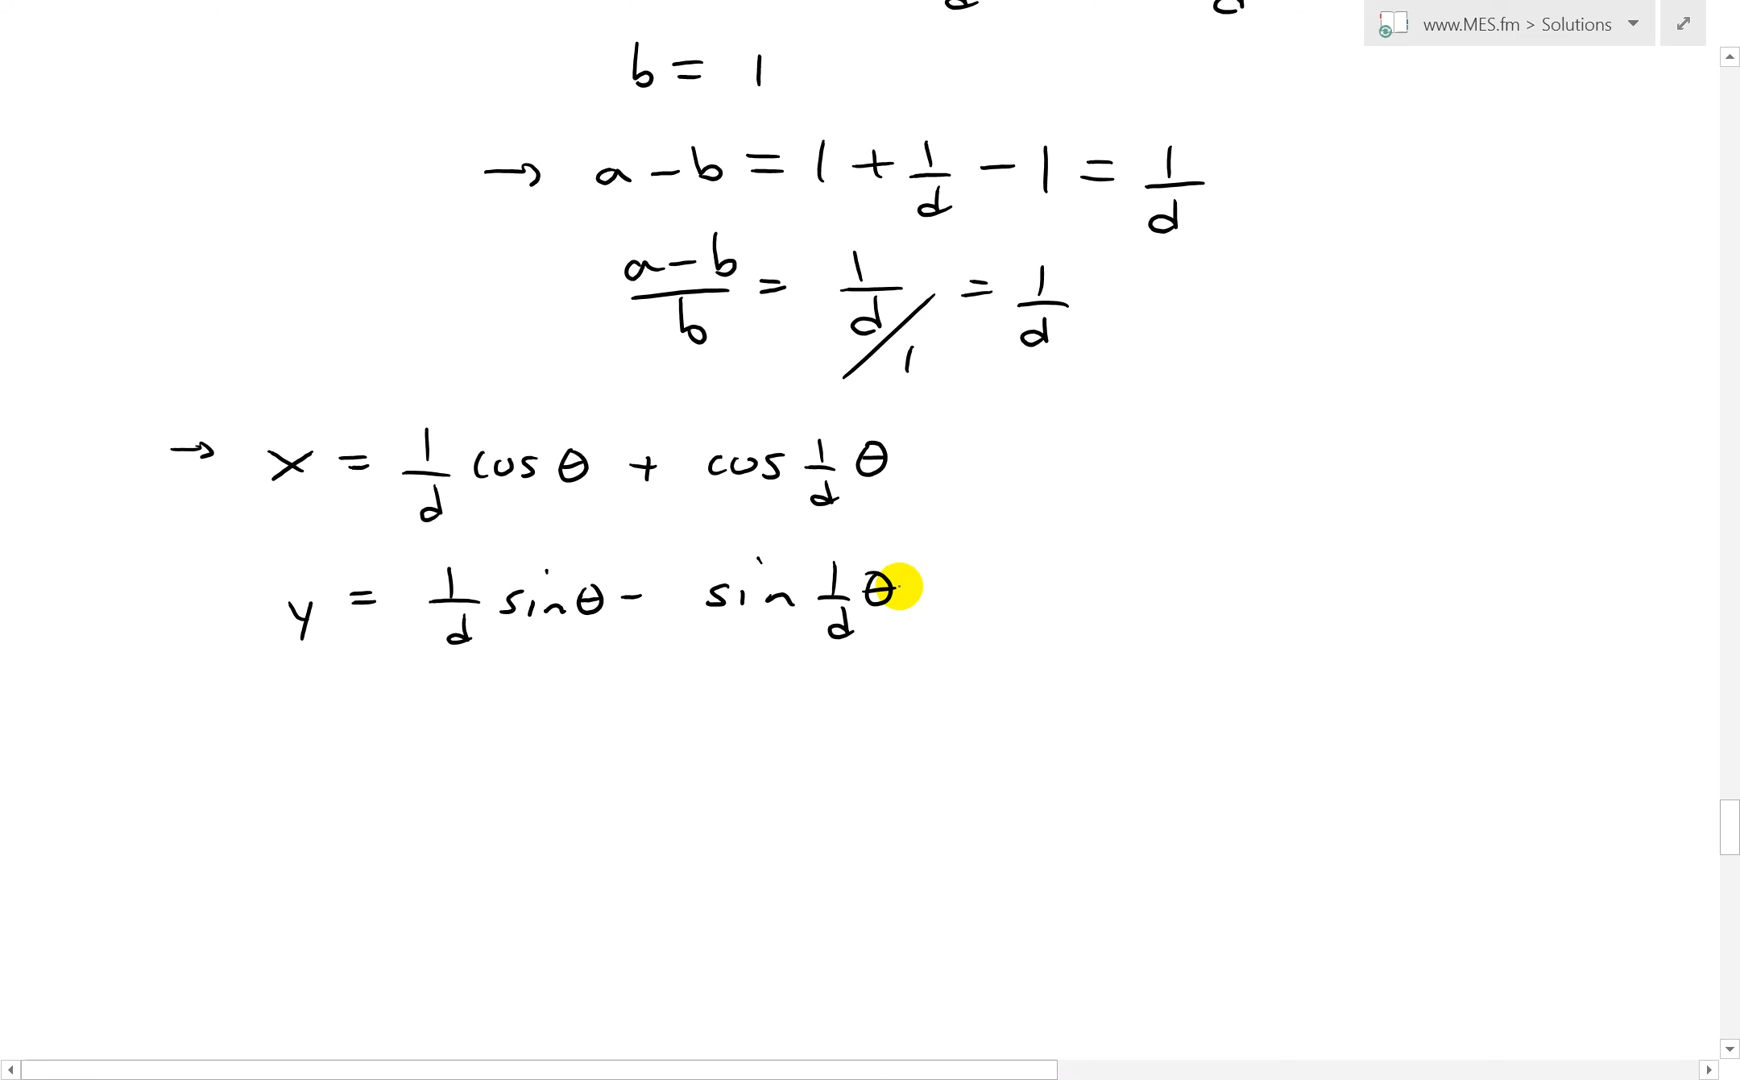 www.MES.fm > Solutions
b = 1
→ a - b = 1 + 1/d - 1 = 1/d
(a - b)/b = (1/d)/1 = 1/d
→ x = 1/d cos θ + cos 1/d θ
y = 1/d sin θ - sin 1/d θ